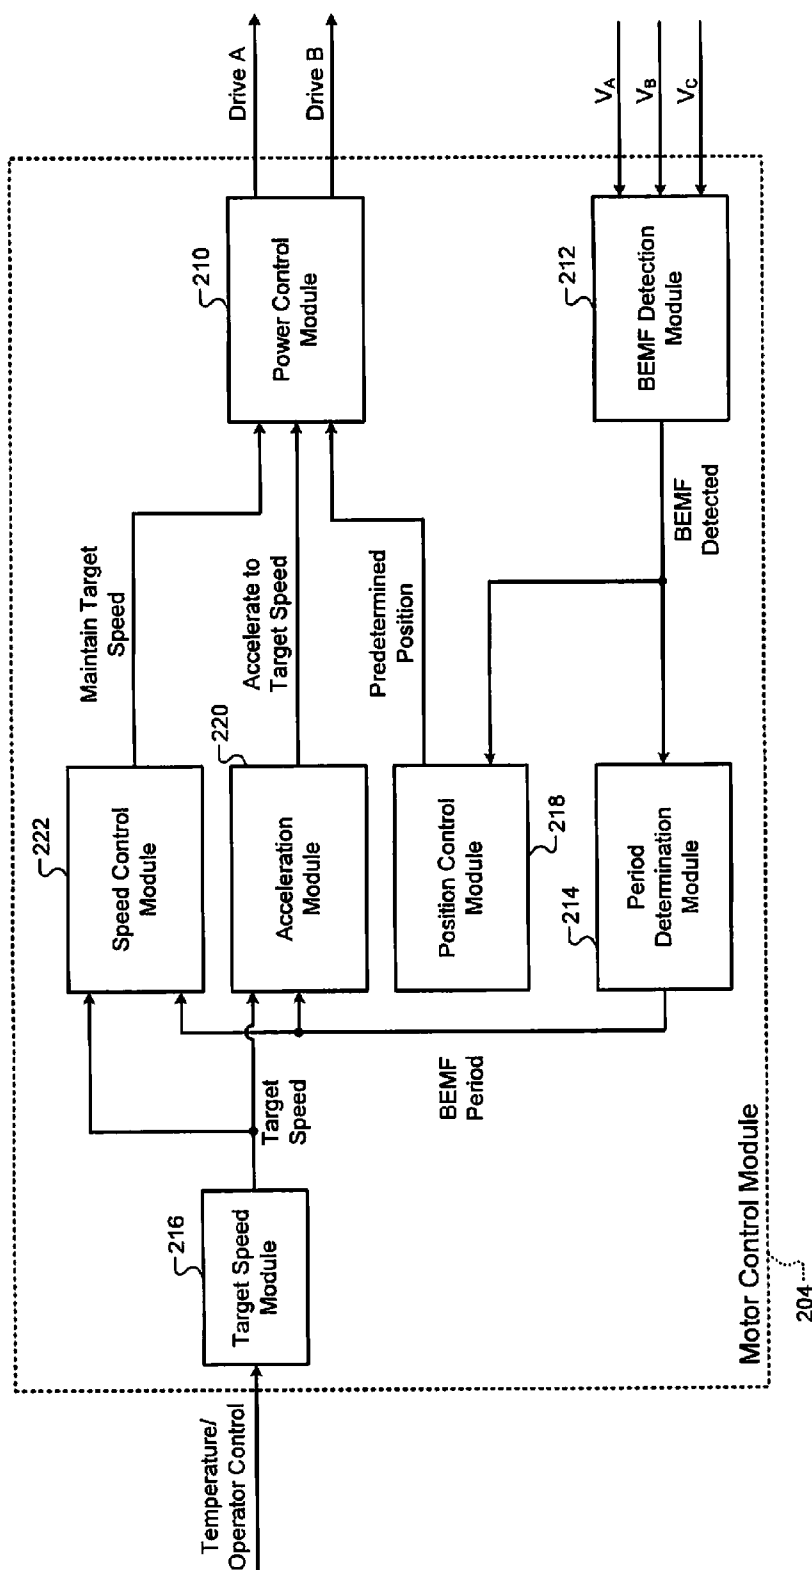 Temperature/
Operator Control
216
Target Speed
Module
Target
Speed
222
Speed Control
Module
220
Acceleration
Module
Position Control
Module
218
214
Period
Determination
Module
BEMF
Period
Maintain Target
Speed
Accelerate to
Target Speed
Predetermined
Position
BEMF
Detected
210
Power Control
Module
212
BEMF Detection
Module
Drive A
Drive B
VA
VB
VC
Motor Control Module
204